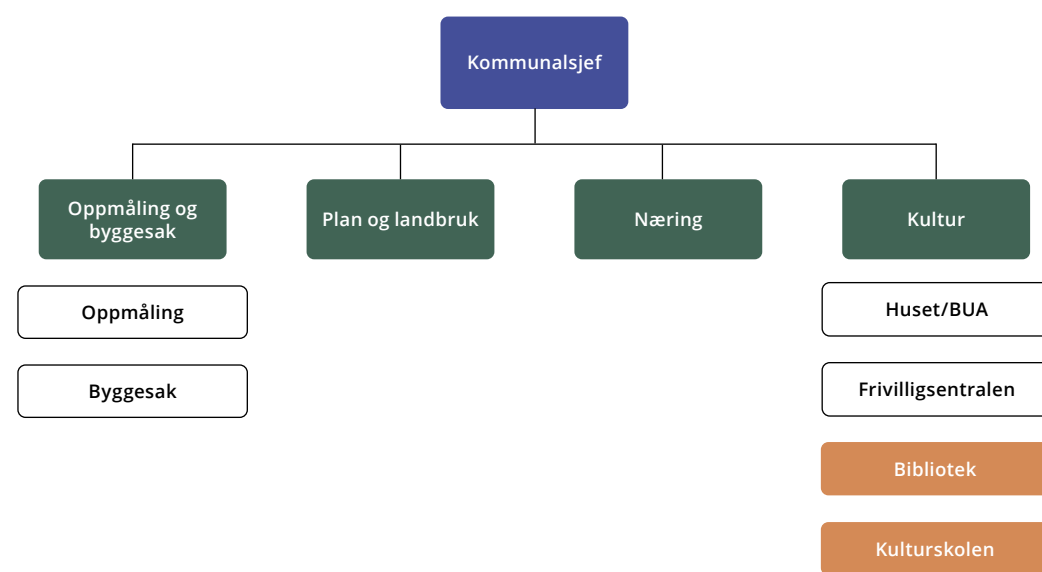 Kommunalsjef
Oppmåling og
byggesak
Plan og landbruk
Næring
Kultur
Oppmåling
Byggesak
Huset/BUA
Frivilligsentralen
Bibliotek
Kulturskolen